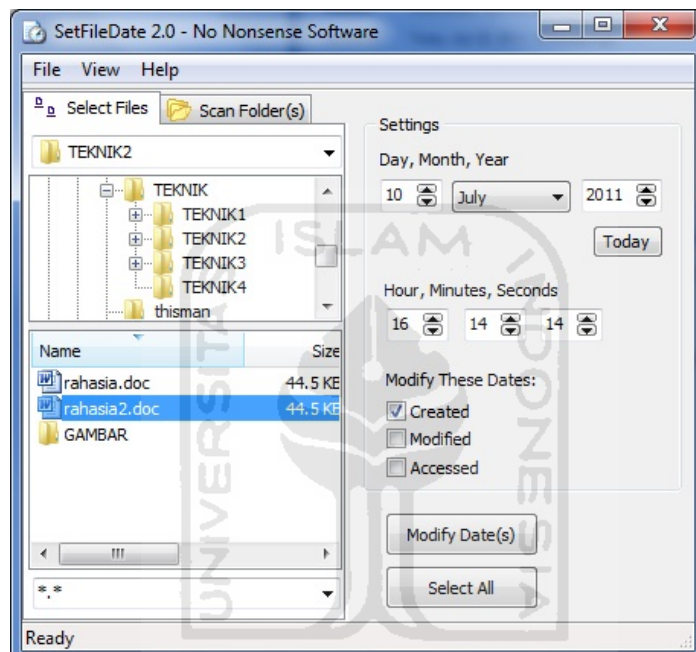 SetFileDate 2.0 - No Nonsense Software
File View Help
Select Files Scan Folder(s)
TEKNIK2
TEKNIK
TEKNIK1
TEKNIK2
TEKNIK3
TEKNIK4
thisman
Name Size
rahasia.doc 44.5 KB
rahasia2.doc 44.5 KB
GAMBAR
*.*
Settings
Day, Month, Year
10 July 2011
Today
Hour, Minutes, Seconds
16 14 14
Modify These Dates:
Created
Modified
Accessed
Modify Date(s)
Select All
Ready
UNIVERSITAS ISLAM INDONESIA